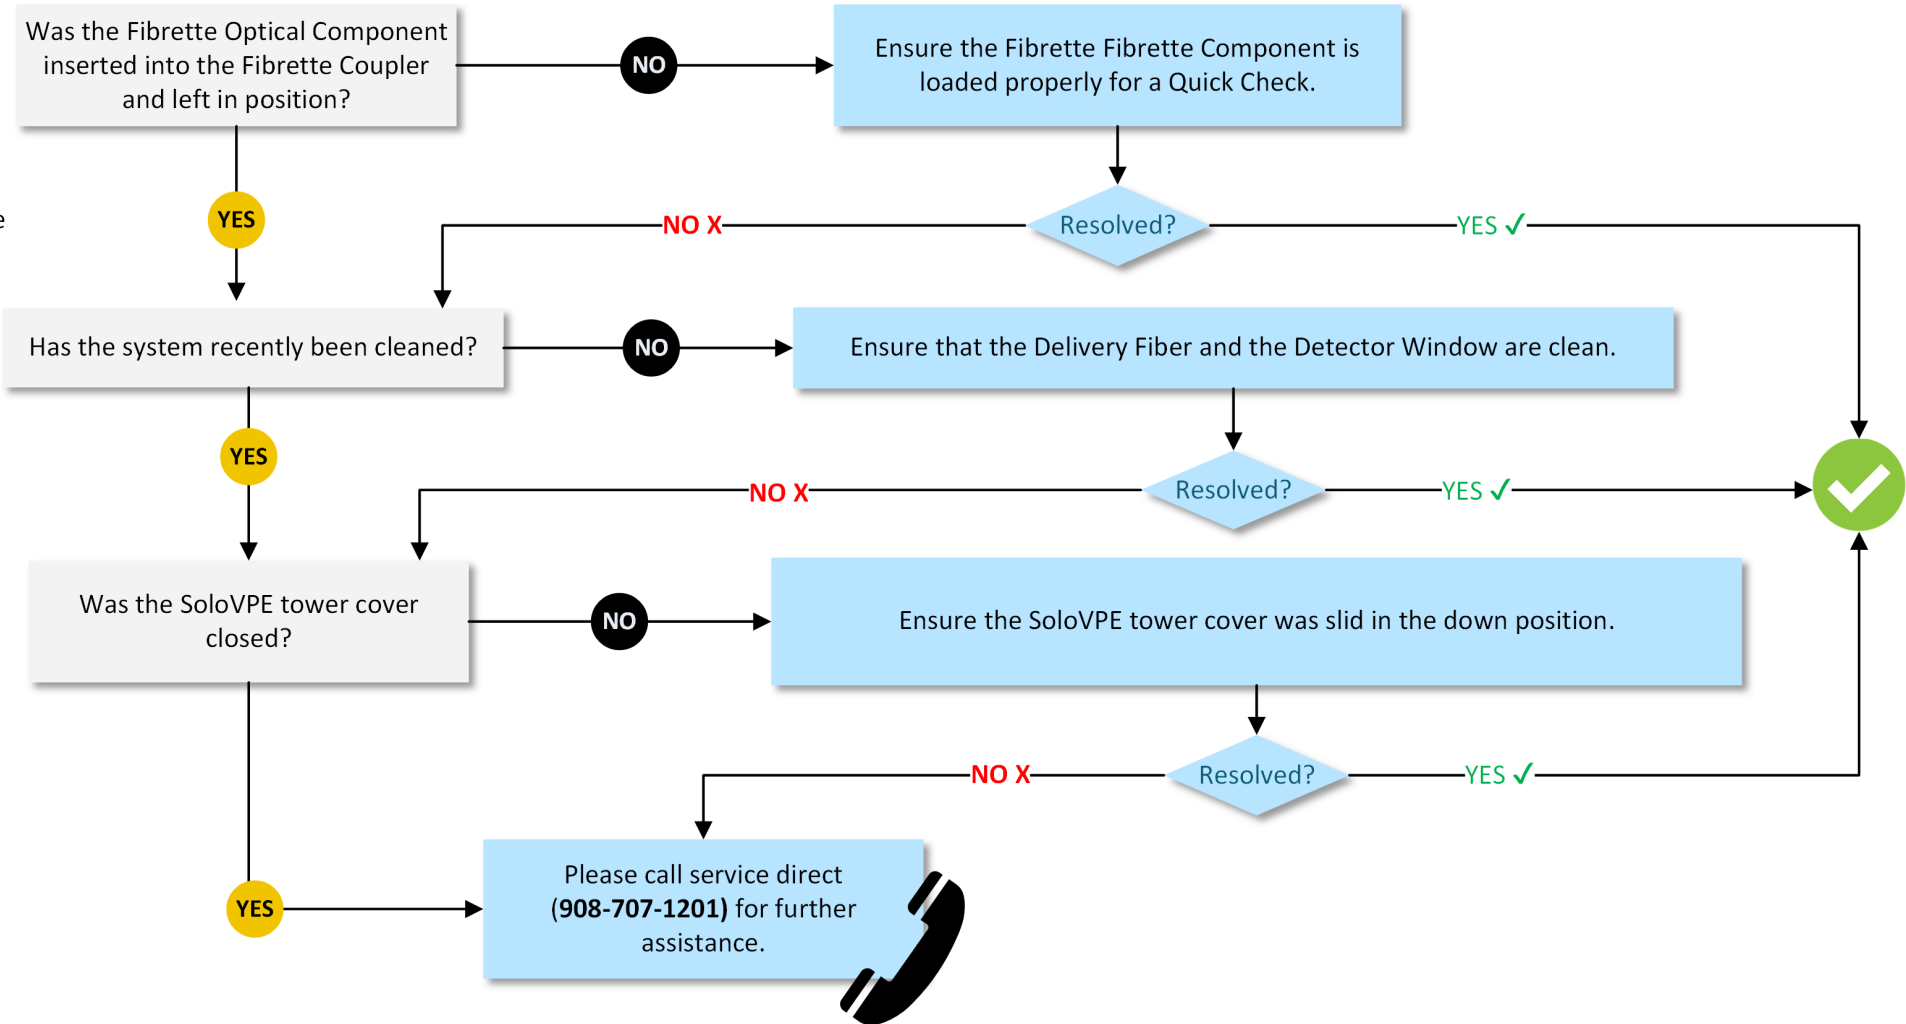 Was the Fibrette Optical Component
inserted into the Fibrette Coupler
and left in position?
NO
Ensure the Fibrette Fibrette Component is
loaded properly for a Quick Check.
YES
e
NO X
Resolved?
YES ✓
Has the system recently been cleaned?
NO
Ensure that the Delivery Fiber and the Detector Window are clean.
YES
NO X
Resolved?
YES ✓
Was the SoloVPE tower cover
closed?
NO
Ensure the SoloVPE tower cover was slid in the down position.
NO X
Resolved?
YES ✓
YES
Please call service direct
(908-707-1201) for further
assistance.